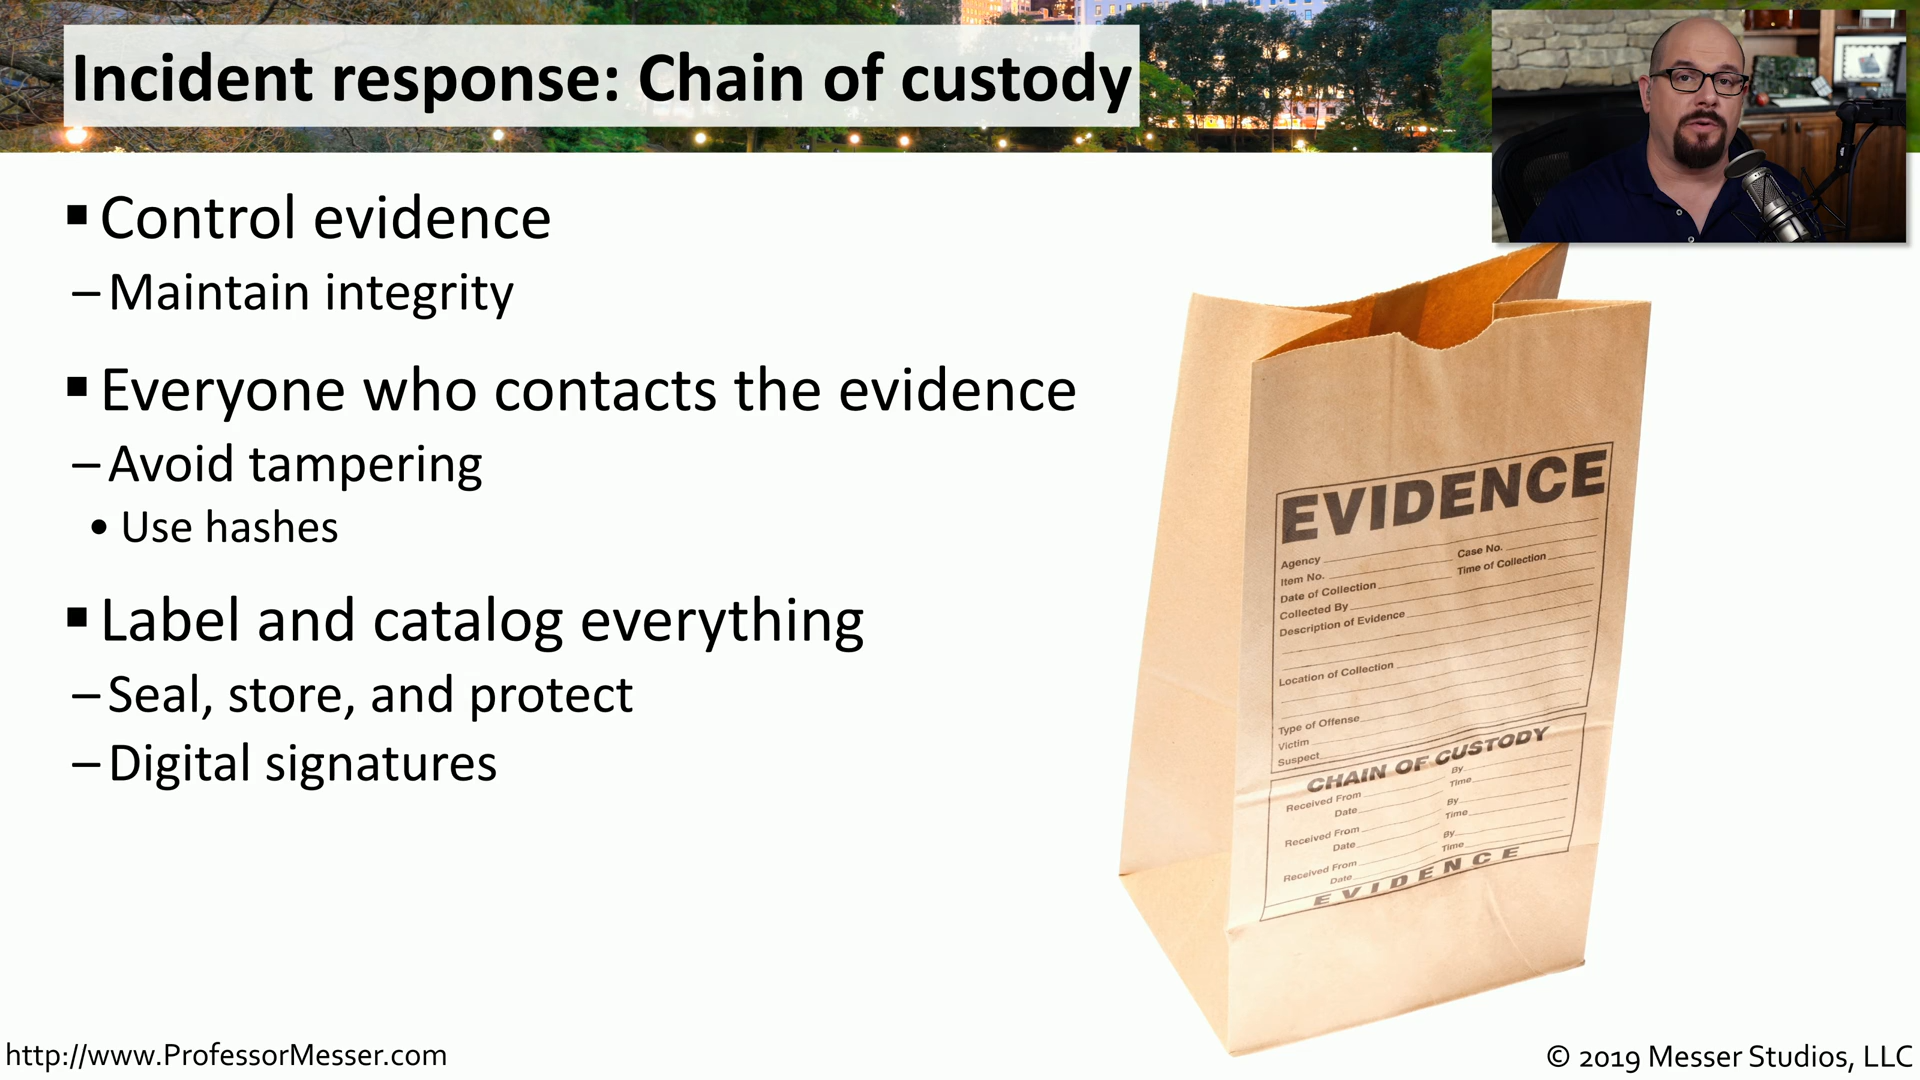 Incident response: Chain of custody
▪ Control evidence
– Maintain integrity
▪ Everyone who contacts the evidence
– Avoid tampering
• Use hashes
▪ Label and catalog everything
– Seal, store, and protect
– Digital signatures
EVIDENCE
Agency
Case No.
Item No.
Time of Collection
Date of Collection
Collected By
Description of Evidence
Location of Collection
Type of Offense
Victim
Suspect
CHAIN OF CUSTODY
Received From By
Date Time
Received From By
Date Time
Received From By
Date Time
EVIDENCE
http://www.ProfessorMesser.com
© 2019 Messer Studios, LLC